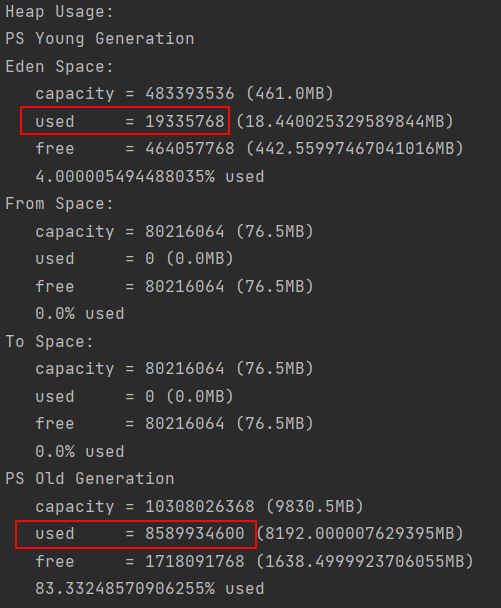 Heap Usage:
PS Young Generation
Eden Space:
   capacity = 483393536 (461.0MB)
   used     = 19335768 (18.440025329589844MB)
   free     = 464057768 (442.55997467041016MB)
   4.000005494488035% used
From Space:
   capacity = 80216064 (76.5MB)
   used     = 0 (0.0MB)
   free     = 80216064 (76.5MB)
   0.0% used
To Space:
   capacity = 80216064 (76.5MB)
   used     = 0 (0.0MB)
   free     = 80216064 (76.5MB)
   0.0% used
PS Old Generation
   capacity = 10308026368 (9830.5MB)
   used     = 8589934600 (8192.000007629395MB)
   free     = 1718091768 (1638.4999923706055MB)
   83.33248570906255% used